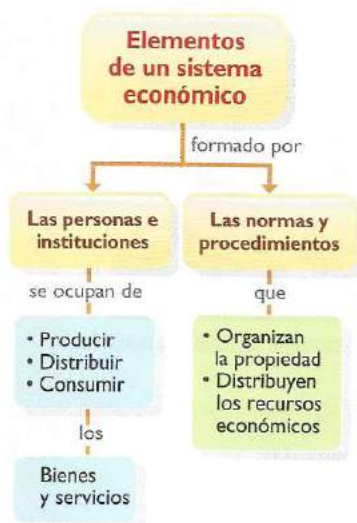 Elementos
de un sistema
económico
formado por
Las personas e
instituciones
se ocupan de
• Producir
• Distribuir
• Consumir
los
Bienes
y servicios
Las normas y
procedimientos
que
• Organizan
la propiedad
• Distribuyen
los recursos
económicos